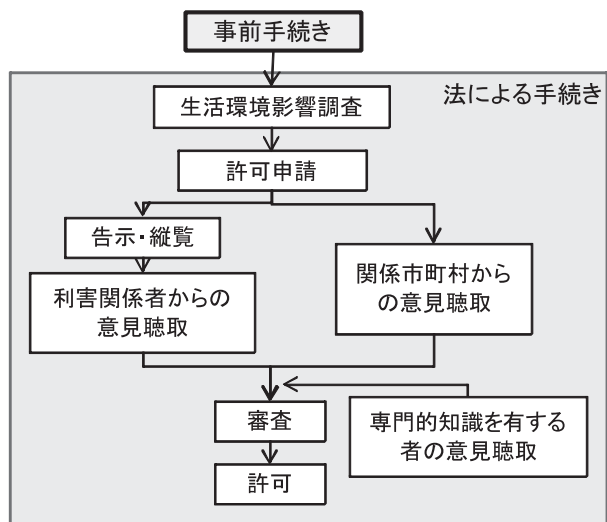 事前手続き
法による手続き
生活環境影響調査
許可申請
告示・縦覧
利害関係者からの
意見聴取
関係市町村から
の意見聴取
審査
専門的知識を有する
者の意見聴取
許可